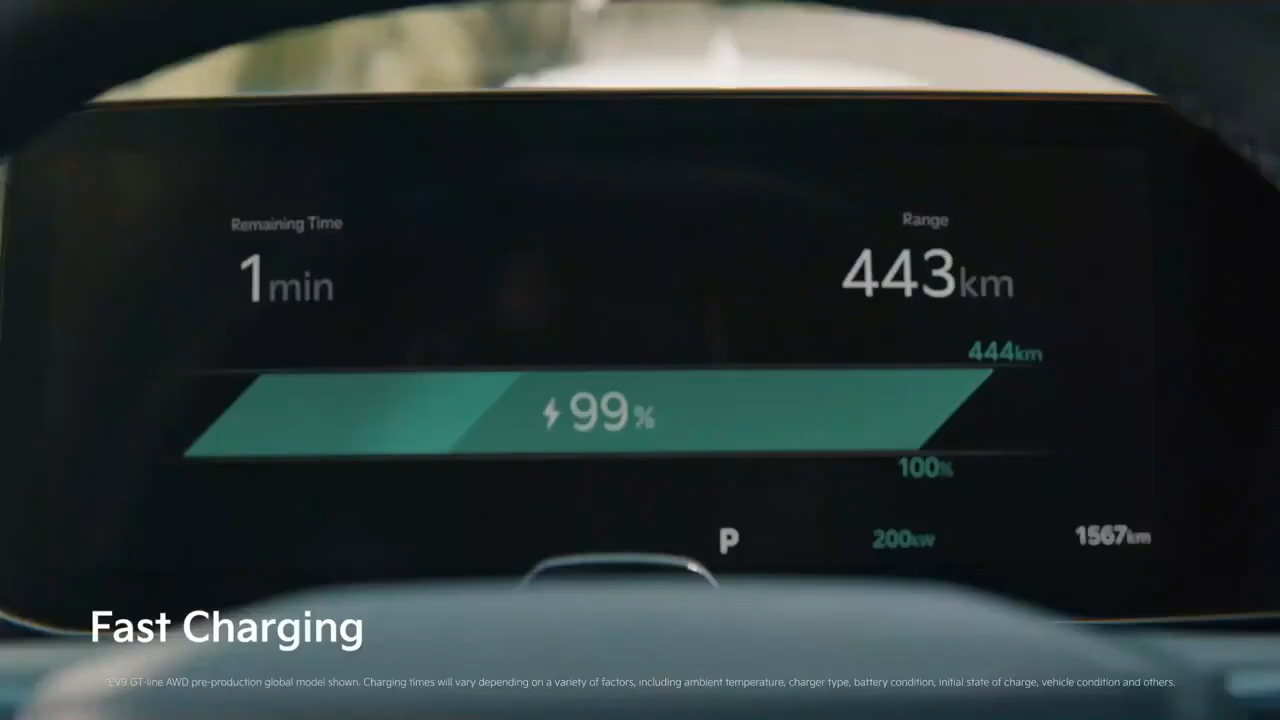 Remaining Time
Range
1min
443km
444km
99%
100%
P
200kW
1567km
Fast Charging
*EV9 GT-line AWD pre-production global model shown. Charging times will vary depending on a variety of factors, including ambient temperature, charger type, battery condition, initial state of charge, vehicle condition and others.